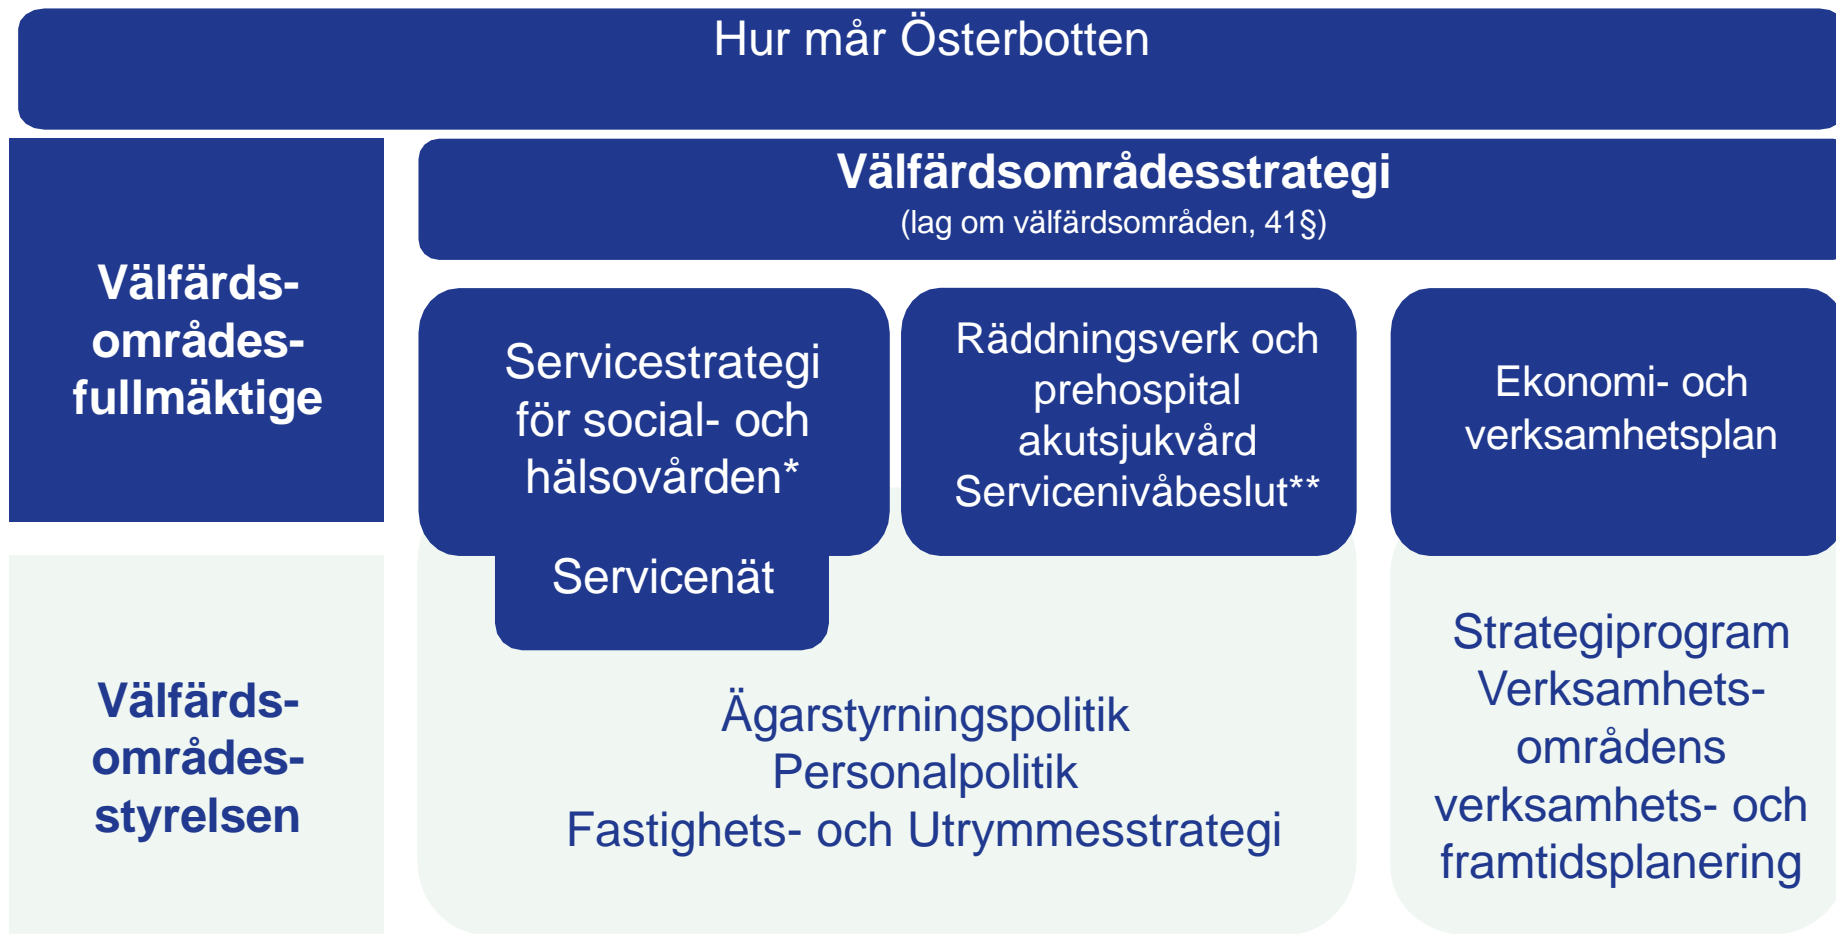 Hur mår Österbotten
Välfärdsområdesstrategi
(lag om välfärdsområden, 41§)
Välfärds-
områdes-
fullmäktige
Servicestrategi
för social- och
hälsovården*
Servicenät
Räddningsverk och
prehospital
akutsjukvård
Servicenivåbeslut**
Ekonomi- och
verksamhetsplan
Välfärds-
områdes-
styrelsen
Ägarstyrningspolitik
Personalpolitik
Fastighets- och Utrymmesstrategi
Strategiprogram
Verksamhets-
områdens
verksamhets- och
framtidsplanering